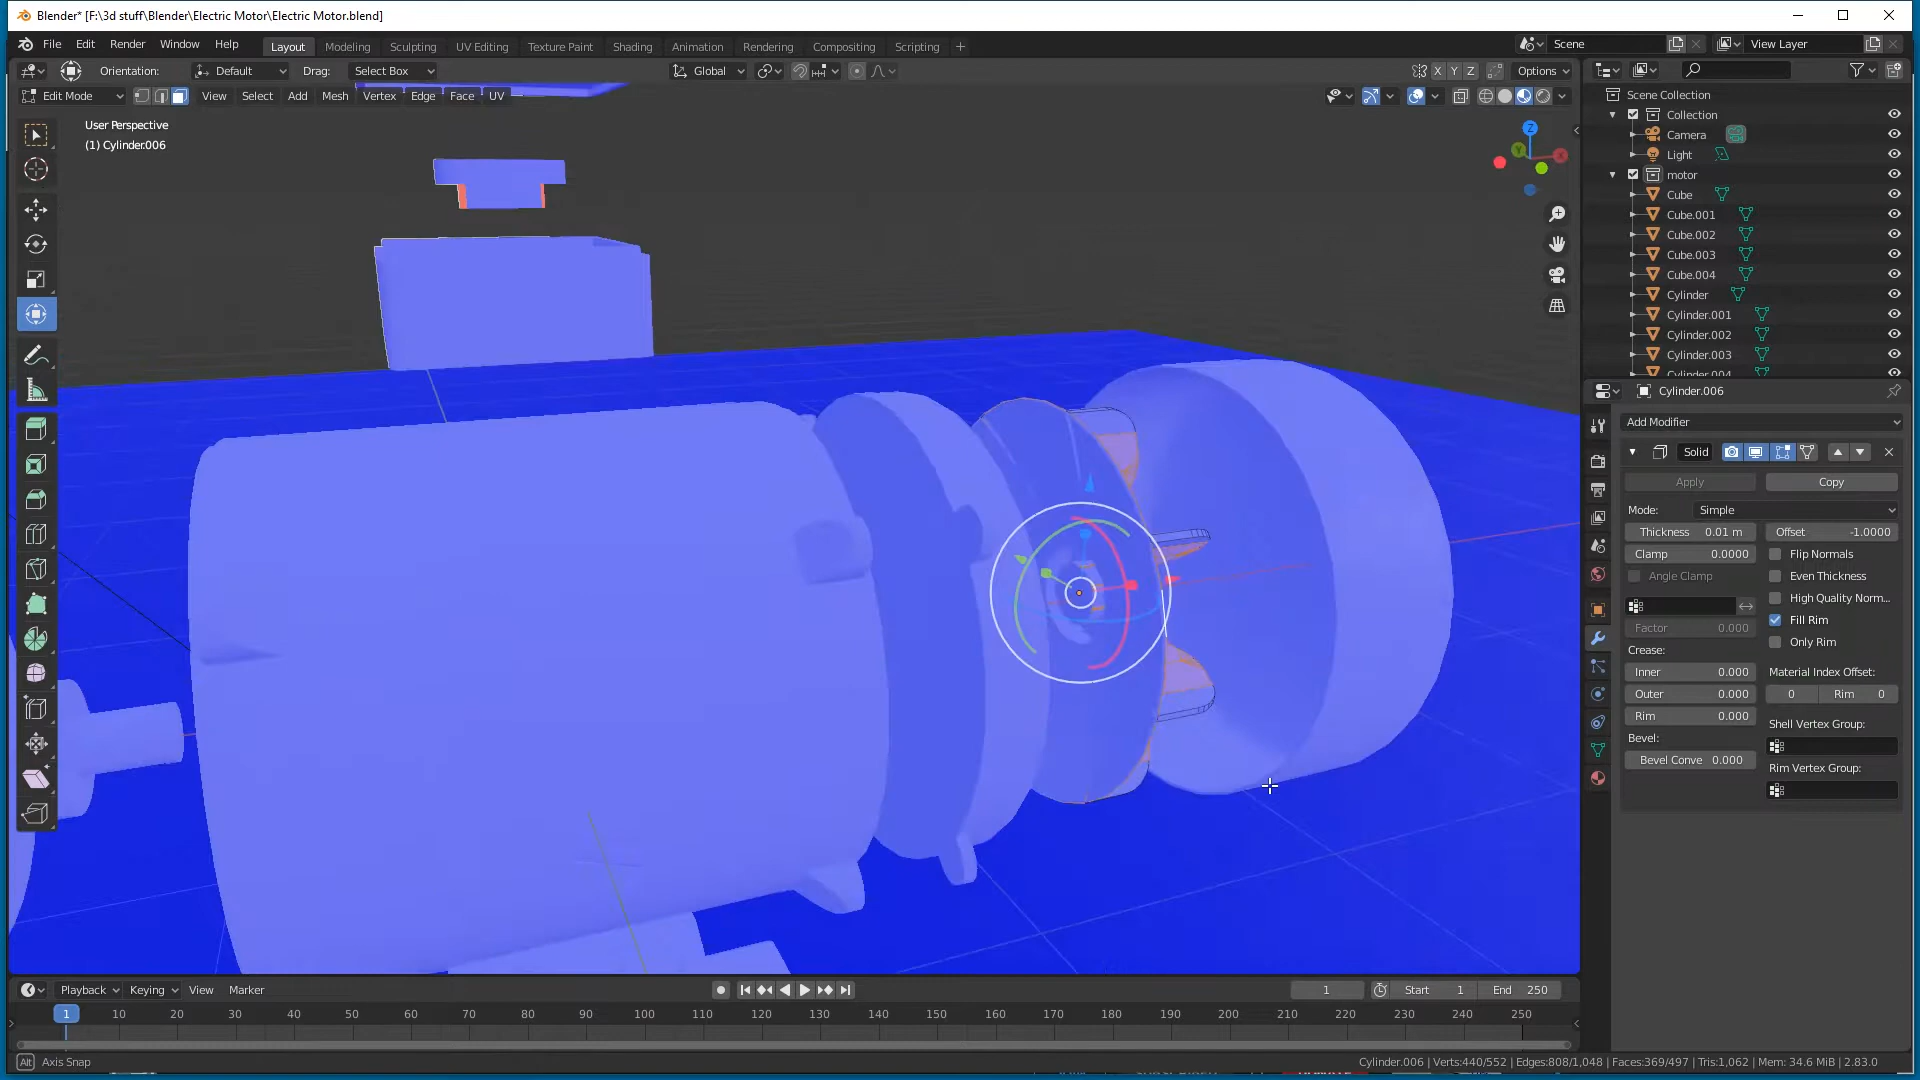 Blender* [F:\3d stuff\Blender\Electric Motor\Electric Motor.blend]
File Edit Render Window Help Layout Modeling Sculpting UV Editing Texture Paint Shading Animation Rendering Compositing Scripting + Scene View Layer
Orientation: Default Drag: Select Box Global X Y Z Options
Edit Mode View Select Add Mesh Vertex Edge Face UV
User Perspective
(1) Cylinder.006
Z
Y
X
Scene Collection
Collection
Camera
Light
motor
Cube
Cube.001
Cube.002
Cube.003
Cube.004
Cylinder
Cylinder.001
Cylinder.002
Cylinder.003
Cylinder.004
Cylinder.006
Add Modifier
Solid
Apply Copy
Mode: Simple
Thickness 0.01 m Offset -1.0000
Clamp 0.0000 Flip Normals
Angle Clamp Even Thickness
High Quality Norm...
Factor 0.000 Fill Rim
Crease: Only Rim
Inner 0.000 Material Index Offset:
Outer 0.000 0 Rim 0
Rim 0.000 Shell Vertex Group:
Bevel:
Bevel Conve 0.000 Rim Vertex Group:
Playback Keying View Marker 1 Start 1 End 250
1 10 20 30 40 50 60 70 80 90 100 110 120 130 140 150 160 170 180 190 200 210 220 230 240 250
Alt Axis Snap Cylinder.006 | Verts:440/552 | Edges:808/1,048 | Faces:369/497 | Tris:1,062 | Mem: 34.6 MiB | 2.83.0